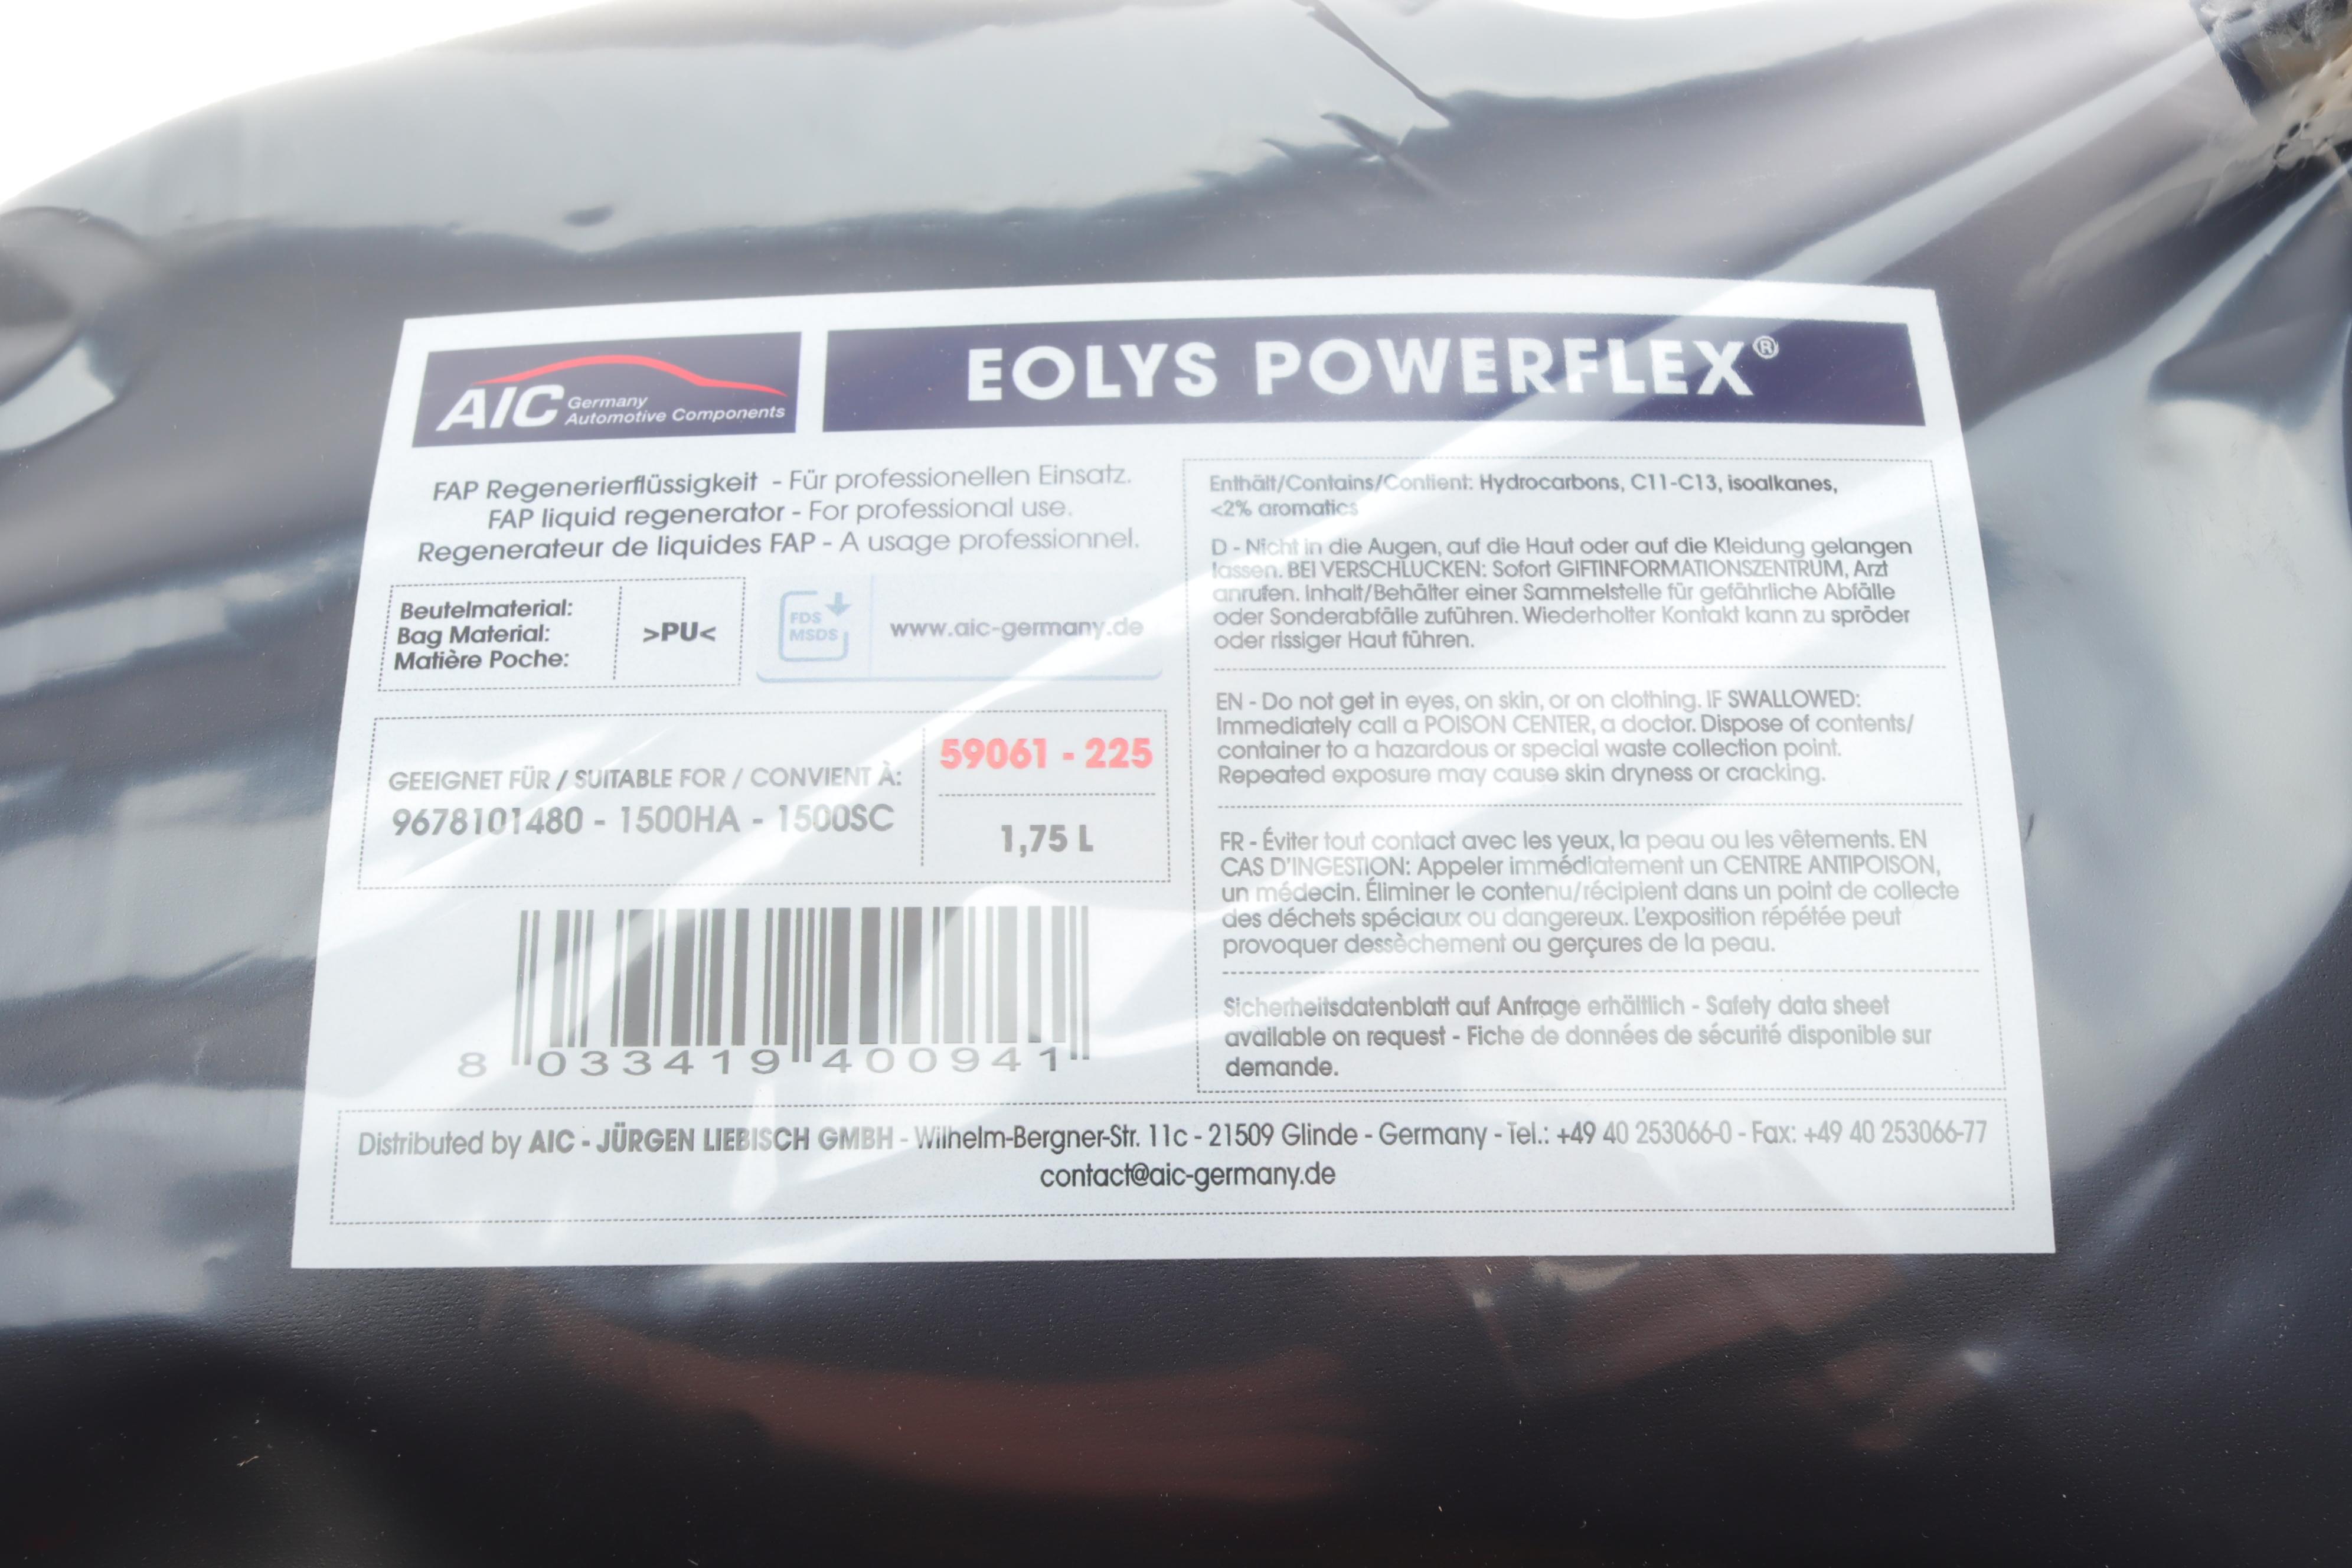 AIC Germany
Automotive Components
EOLYS POWERFLEX®
FAP Regenerierflüssigkeit - Für professionellen Einsatz.
FAP liquid regenerator - For professional use.
Regenerateur de liquides FAP - A usage professionnel.
Beutelmaterial:
Bag Material:
Matière Poche:
>PU<
FDS
MSDS
www.aic-germany.de
GEEIGNET FÜR / SUITABLE FOR / CONVIENT À:
9678101480 - 1500HA - 1500SC
59061 - 225
1,75 L
8 033419 400941
Enthält/Contains/Contient: Hydrocarbons, C11-C13, isoalkanes,
<2% aromatics
D - Nicht in die Augen, auf die Haut oder auf die Kleidung gelangen
lassen. BEI VERSCHLUCKEN: Sofort GIFTINFORMATIONSZENTRUM, Arzt
anrufen. Inhalt/Behälter einer Sammelstelle für gefährliche Abfälle
oder Sonderabfälle zuführen. Wiederholter Kontakt kann zu spröder
oder rissiger Haut führen.
EN - Do not get in eyes, on skin, or on clothing. IF SWALLOWED:
Immediately call a POISON CENTER, a doctor. Dispose of contents/
container to a hazardous or special waste collection point.
Repeated exposure may cause skin dryness or cracking.
FR - Éviter tout contact avec les yeux, la peau ou les vêtements. EN
CAS D'INGESTION: Appeler immédiatement un CENTRE ANTIPOISON,
un médecin. Éliminer le contenu/récipient dans un point de collecte
des déchets spéciaux ou dangereux. L'exposition répétée peut
provoquer dessèchement ou gerçures de la peau.
Sicherheitsdatenblatt auf Anfrage erhältlich - Safety data sheet
available on request - Fiche de données de sécurité disponible sur
demande.
Distributed by AIC - JÜRGEN LIEBISCH GMBH - Wilhelm-Bergner-Str. 11c - 21509 Glinde - Germany - Tel.: +49 40 253066-0 - Fax: +49 40 253066-77
contact@aic-germany.de